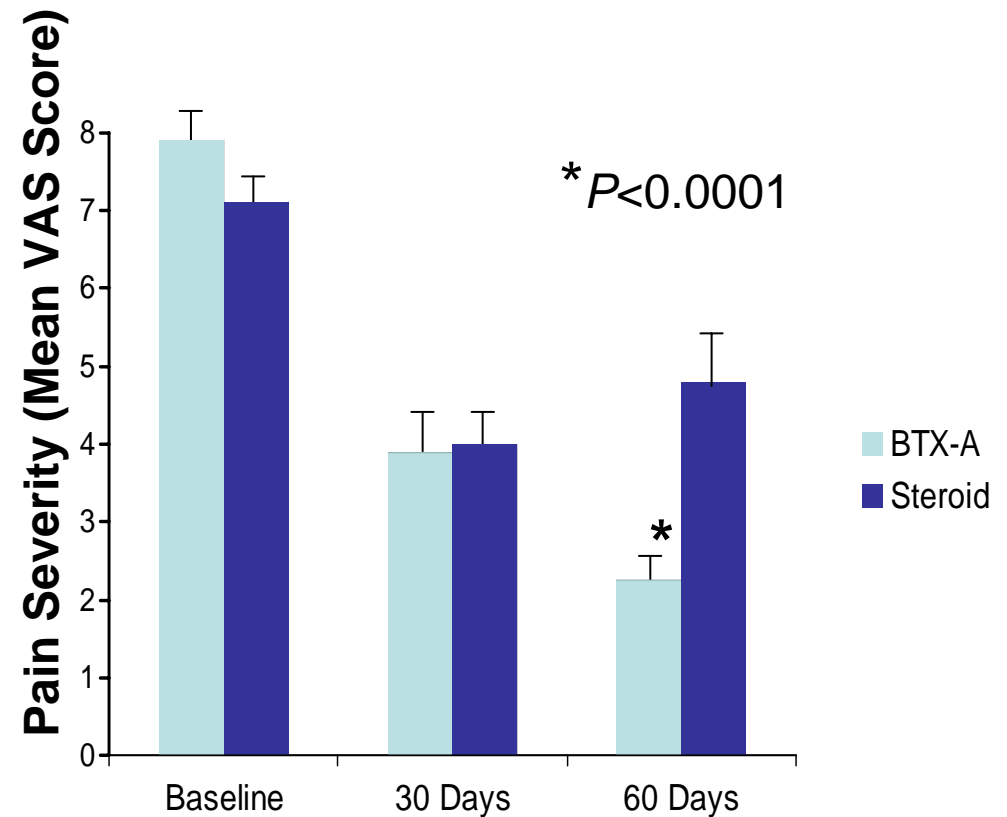 Pain Severity (Mean VAS Score)
8
7
6
5
4
3
2
1
0
*P<0.0001
*
BTX-A
Steroid
Baseline
30 Days
60 Days